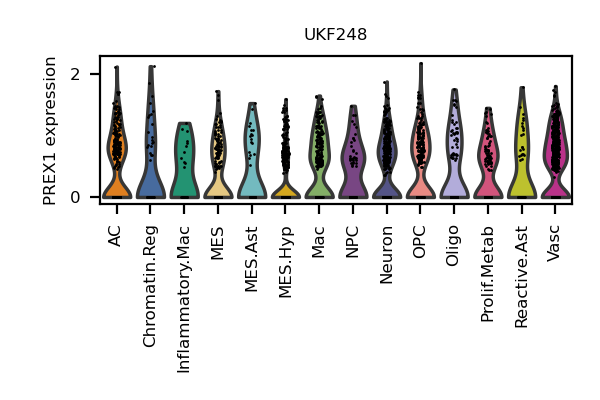 UKF248
PREX1 expression
2
0
AC
Chromatin.Reg
Inflammatory.Mac
MES
MES.Ast
MES.Hyp
Mac
NPC
Neuron
OPC
Oligo
Prolif.Metab
Reactive.Ast
Vasc